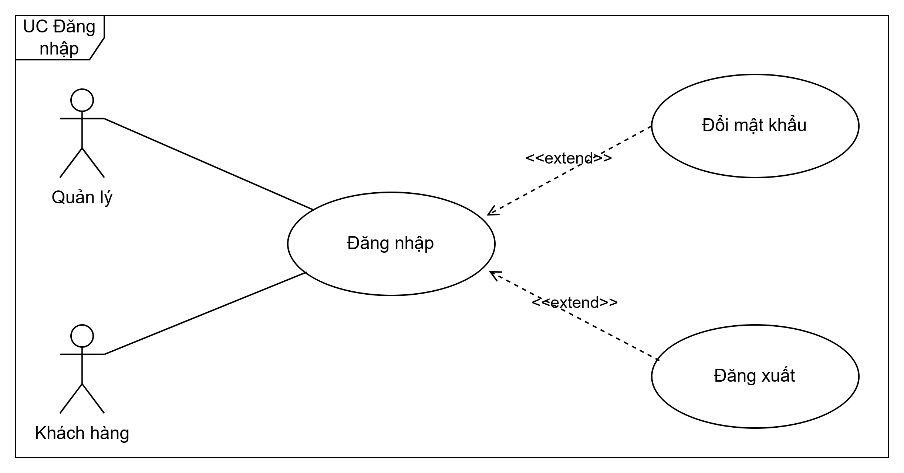 UC Đăng
nhập
Quản lý
Đổi mật khẩu
<<extend>>
Đăng nhập
<<extend>>
Đăng xuất
Khách hàng